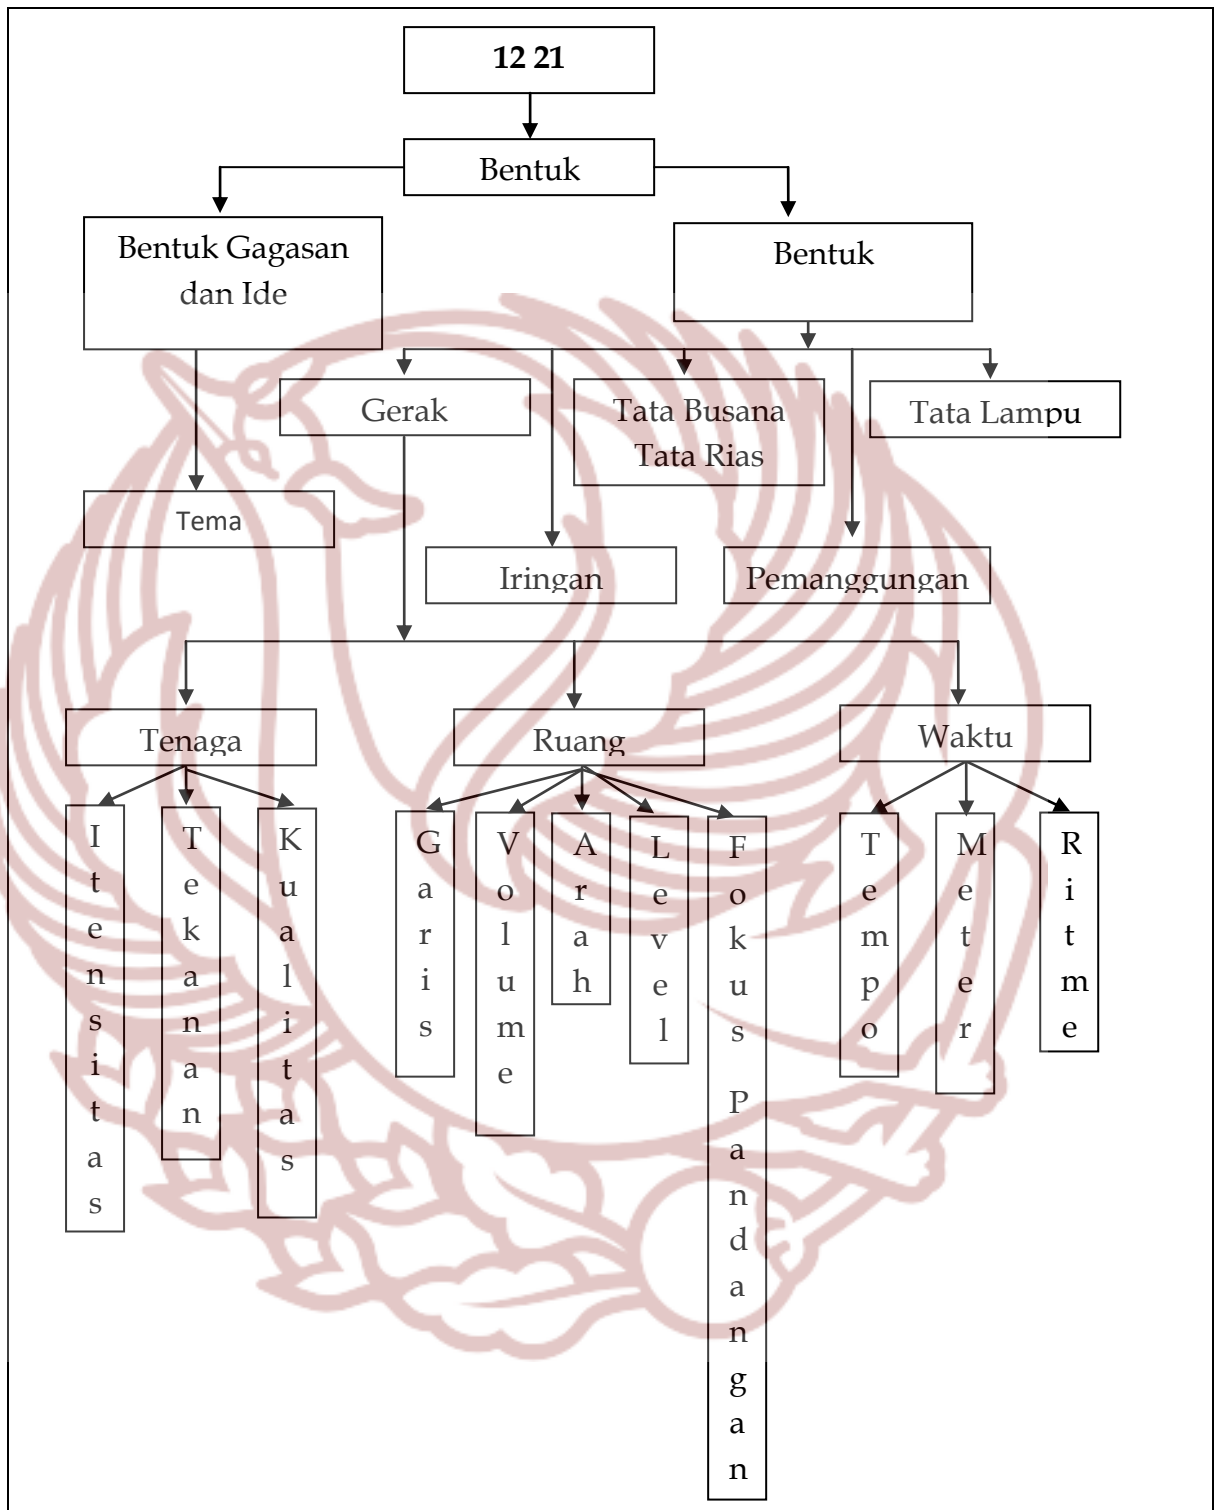 12 21
Bentuk
Bentuk Gagasan
dan Ide
Bentuk
Gerak
Tata Busana
Tata Rias
Tata Lampu
Tema
Iringan
Pemanggungan
Tenaga
Ruang
Waktu
Itensitas
Tekanan
Kualitas
Garis
Volume
Arah
Level
Fokus Pandangan
Tempo
Meter
Ritme